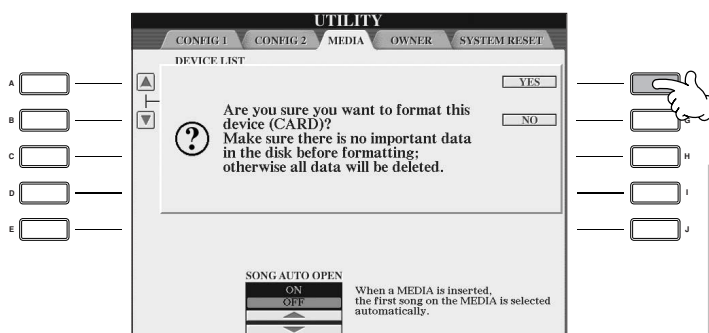 UTILITY
CONFIG 1 CONFIG 2 MEDIA OWNER SYSTEM RESET
DEVICE LIST
A
YES
B
Are you sure you want to format this
NO
G
device (CARD)?
?
Make sure there is no important data
C
in the disk before formatting;
H
otherwise all data will be deleted.
D
I
E
J
SONG AUTO OPEN
ON
OFF
When a MEDIA is inserted,
the first song on the MEDIA is selected
automatically.